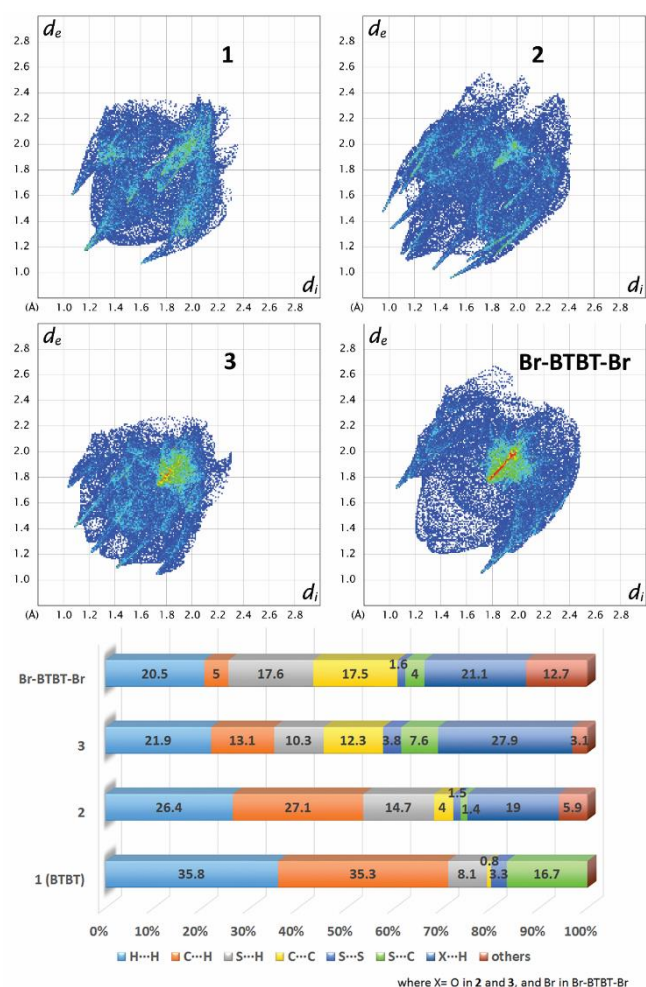 de
1
2.8
2.6
2.4
2.2
2.0
1.8
1.6
1.4
1.2
1.0
di
(Å) 1.0 1.2 1.4 1.6 1.8 2.0 2.2 2.4 2.6 2.8
de
2
2.8
2.6
2.4
2.2
2.0
1.8
1.6
1.4
1.2
1.0
di
(Å) 1.0 1.2 1.4 1.6 1.8 2.0 2.2 2.4 2.6 2.8
de
3
2.8
2.6
2.4
2.2
2.0
1.8
1.6
1.4
1.2
1.0
di
(Å) 1.0 1.2 1.4 1.6 1.8 2.0 2.2 2.4 2.6 2.8
de
Br-BTBT-Br
2.8
2.6
2.4
2.2
2.0
1.8
1.6
1.4
1.2
1.0
di
(Å) 1.0 1.2 1.4 1.6 1.8 2.0 2.2 2.4 2.6 2.8
Br-BTBT-Br 20.5 5 17.6 17.5 1.6 4 21.1 12.7
3 21.9 13.1 10.3 12.3 3.8 7.6 27.9 3.1
2 26.4 27.1 14.7 4 1.5 1.4 19 5.9
1 (BTBT) 35.8 35.3 8.1 0.8 3.3 16.7
0% 10% 20% 30% 40% 50% 60% 70% 80% 90% 100%
H···H C···H S···H C···C S···S S···C X···H others
where X= O in 2 and 3, and Br in Br-BTBT-Br